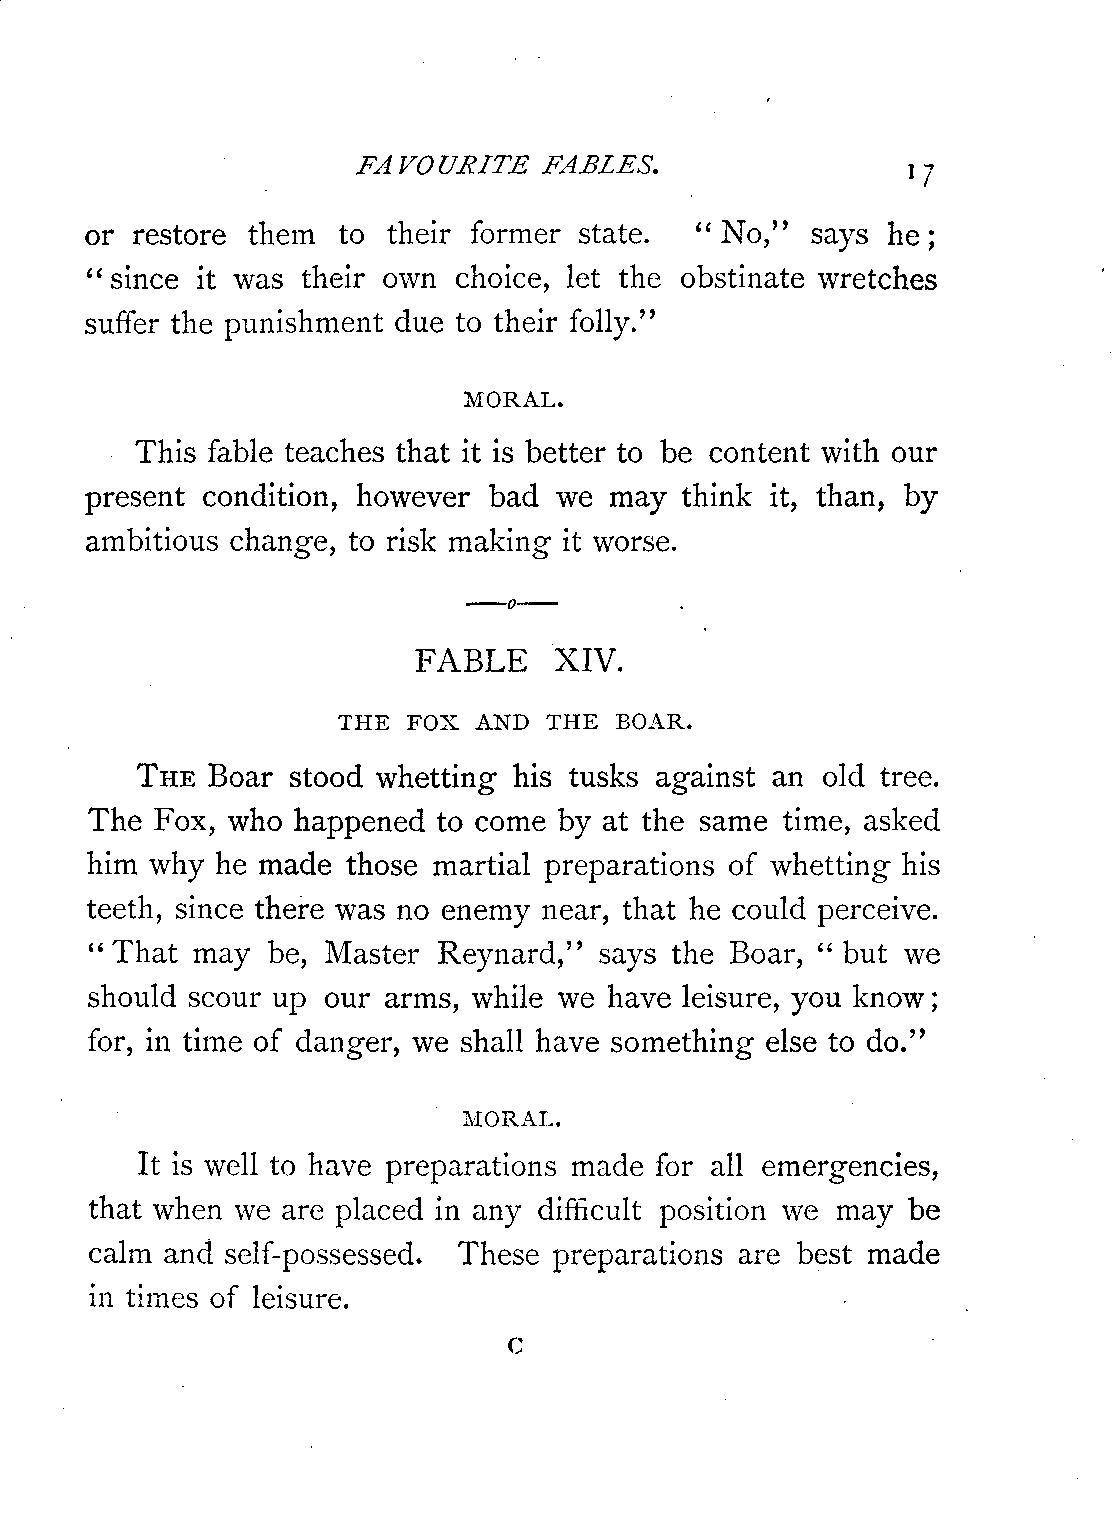 FAVOURITE FABLES. 17
or restore them to their former state. "No," says he;
"since it was their own choice, let the obstinate wretches
suffer the punishment due to their folly."
MORAL.
This fable teaches that it is better to be content with our
present condition, however bad we may think it, than, by
ambitious change, to risk making it worse.
FABLE XIV.
THE FOX AND THE BOAR.
THE Boar stood whetting his tusks against an old tree.
The Fox, who happened to come by at the same time, asked
him why he made those martial preparations of whetting his
teeth, since there was no enemy near, that he could perceive.
"That may be, Master Reynard," says the Boar, "but we
should scour up our arms, while we have leisure, you know;
for, in time of danger, we shall have something else to do."
MORAL.
It is well to have preparations made for all emergencies,
that when we are placed in any difficult position we may be
calm and self-possessed. These preparations are best made
in times of leisure.
C